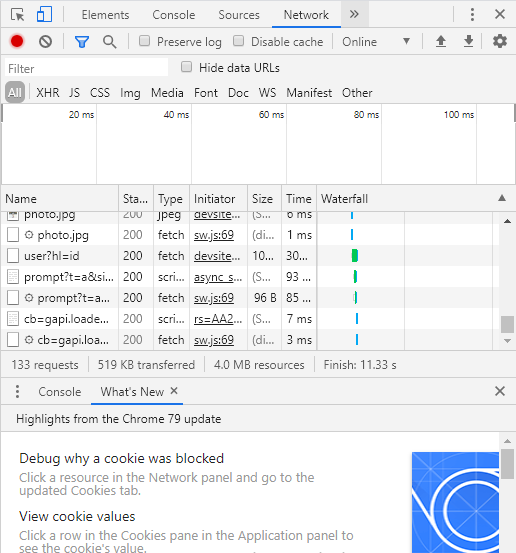 Elements Console Sources Network
Preserve log Disable cache Online
Filter Hide data URLs
All XHR JS CSS Img Media Font Doc WS Manifest Other
20 ms 40 ms 60 ms 80 ms 100 ms
Name Sta... Type Initiator Size Time Waterfall
photo.jpg 200 jpeg devsite... (S... 6 ms
photo.jpg 200 fetch sw.js:69 (di... 1 ms
user?hl=id 200 fetch devsite... 10... 30...
prompt?t=a&si... 200 scri... async_s... (S... 93 ...
prompt?t=a... 200 fetch sw.js:69 96 B 85 ...
cb=gapi.loade... 200 scri... rs=AA2... (S... 7 ms
cb=gapi.loa... 200 fetch sw.js:69 (di... 3 ms
133 requests 519 KB transferred 4.0 MB resources Finish: 11.33 s
Console What's New
Highlights from the Chrome 79 update
Debug why a cookie was blocked
Click a resource in the Network panel and go to the
updated Cookies tab.
View cookie values
Click a row in the Cookies pane in the Application panel to
see the cookie's value.